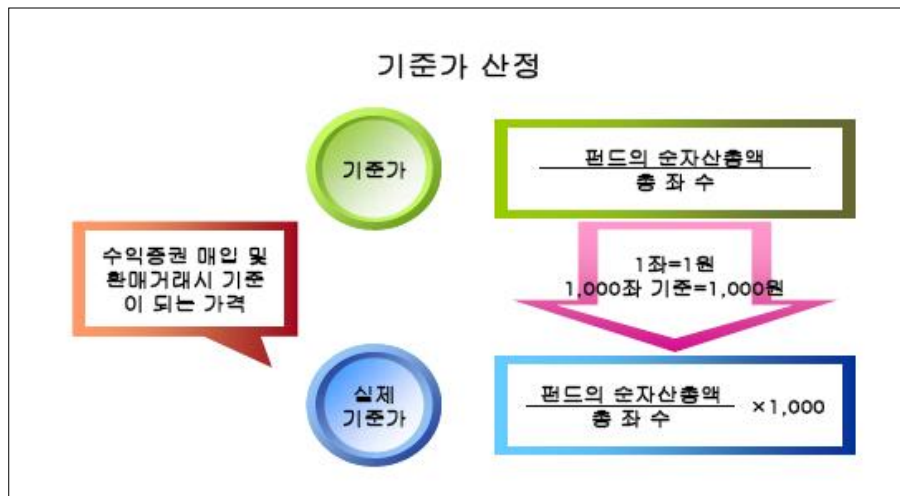 기준가 산정
기준가
펀드의 순자산총액
총 좌 수
수익증권 매입 및
환매거래시 기준
이 되는 가격
1좌=1원
1,000좌 기준=1,000원
실제
기준가
펀드의 순자산총액
총 좌 수
×1,000